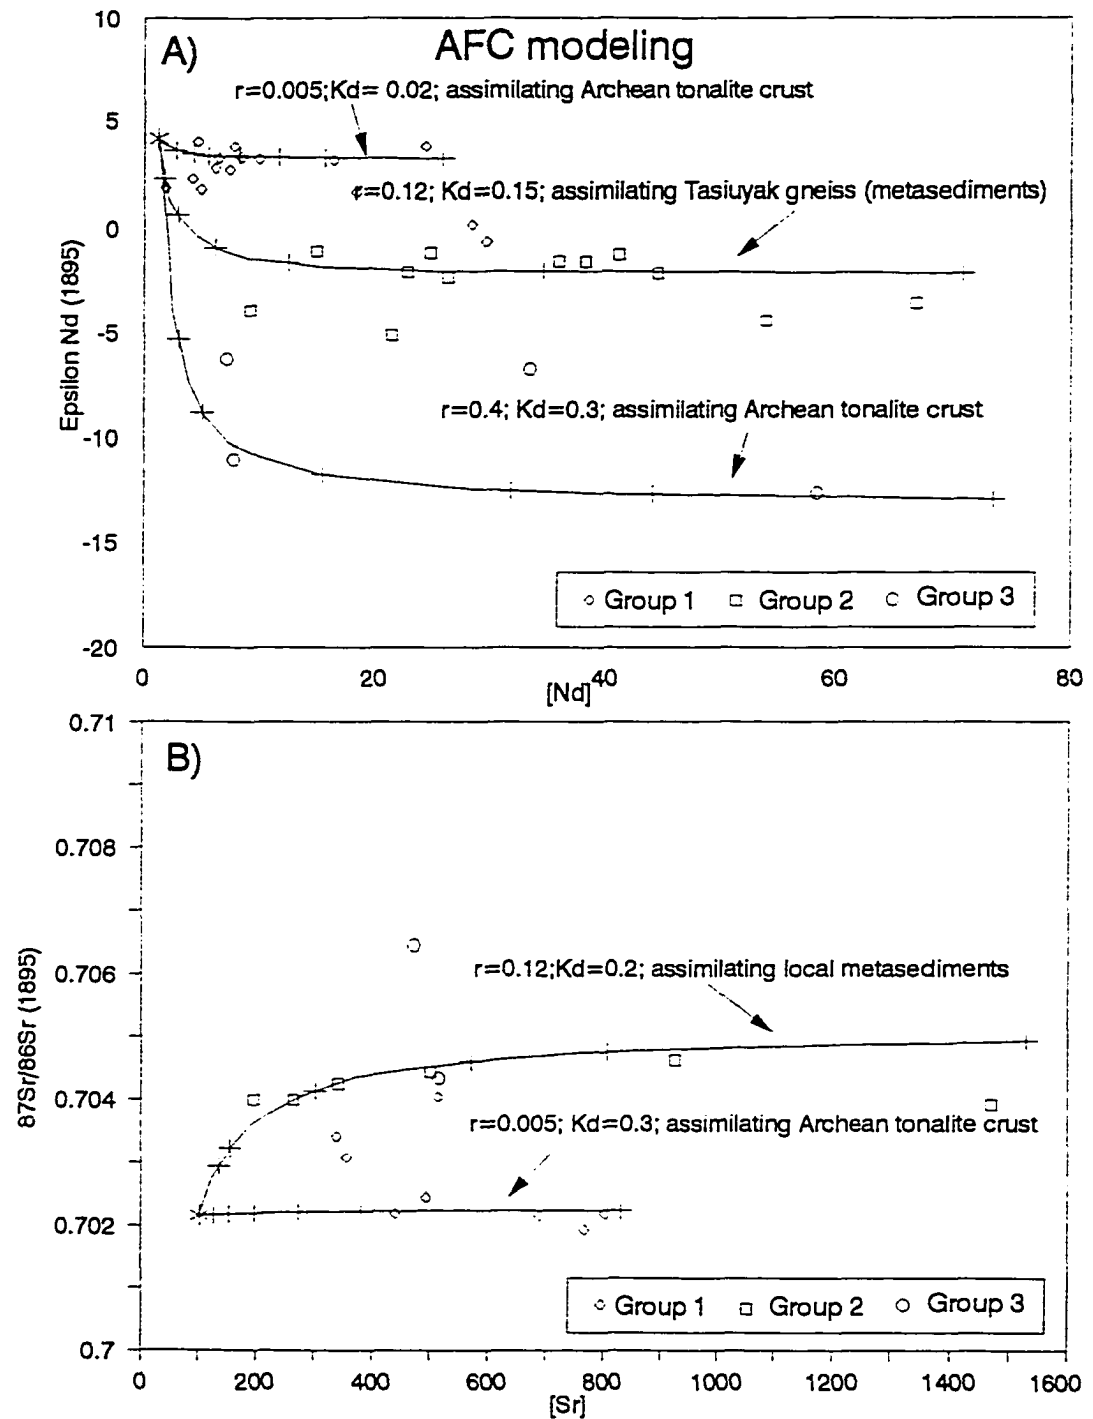 A)
AFC modeling
r=0.005;Kd= 0.02; assimilating Archean tonalite crust
r=0.12; Kd=0.15; assimilating Tasiuyak gneiss (metasediments)
r=0.4; Kd=0.3; assimilating Archean tonalite crust
Epsilon Nd (1895)
10
5
0
-5
-10
-15
-20
Group 1 Group 2 Group 3
0 20 40 60 80
[Nd]
B)
0.71
0.708
0.706
0.704
0.702
0.7
87Sr/86Sr (1895)
r=0.12;Kd=0.2; assimilating local metasediments
r=0.005; Kd=0.3; assimilating Archean tonalite crust
Group 1 Group 2 Group 3
0 200 400 600 800 1000 1200 1400 1600
[Sr]